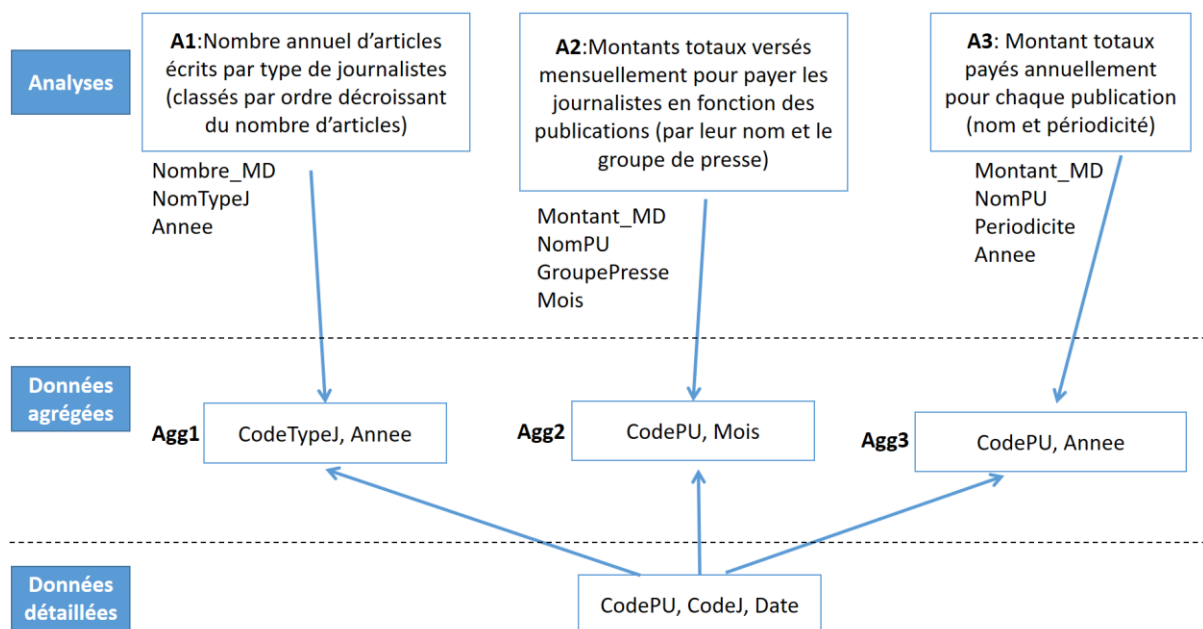 Analyses
A1:Nombre annuel d’articles
écrits par type de journalistes
(classés par ordre décroissant
du nombre d’articles)
Nombre_MD
NomTypeJ
Annee
A2:Montants totaux versés
mensuellement pour payer les
journalistes en fonction des
publications (par leur nom et le
groupe de presse)
Montant_MD
NomPU
GroupePresse
Mois
A3: Montant totaux
payés annuellement
pour chaque publication
(nom et périodicité)
Montant_MD
NomPU
Periodicite
Annee
Données
agrégées
Agg1
CodeTypeJ, Annee
Agg2
CodePU, Mois
Agg3
CodePU, Annee
Données
détaillées
CodePU, CodeJ, Date